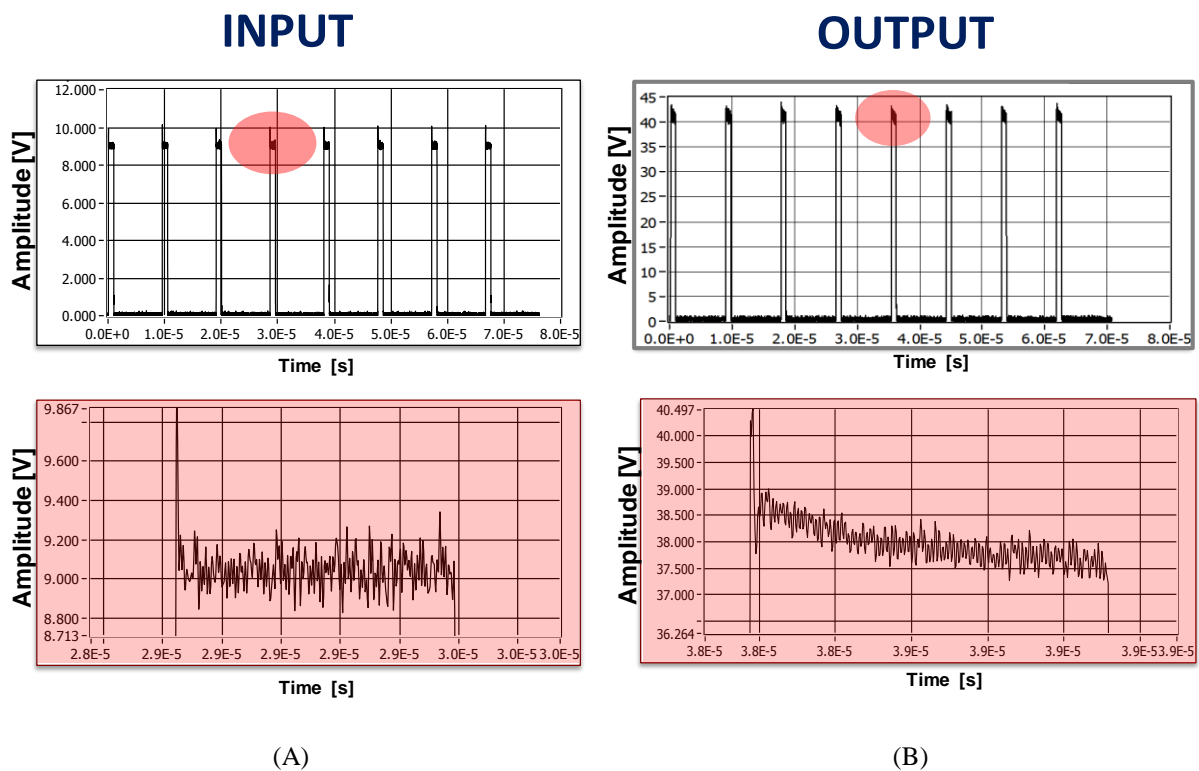 INPUT
OUTPUT
Amplitude [V]
12.000
10.000
8.000
6.000
4.000
2.000
0.000
0.0E+0 1.0E-5 2.0E-5 3.0E-5 4.0E-5 5.0E-5 6.0E-5 7.0E-5 8.0E-5
Time [s]
Amplitude [V]
45
40
35
30
25
20
15
10
5
0
0.0E+0 1.0E-5 2.0E-5 3.0E-5 4.0E-5 5.0E-5 6.0E-5 7.0E-5 8.0E-5
Time [s]
Amplitude [V]
9.867
9.600
9.400
9.200
9.000
8.800
8.713
2.8E-5 2.9E-5 2.9E-5 2.9E-5 2.9E-5 2.9E-5 3.0E-5 3.0E-5 3.0E-5
Time [s]
Amplitude [V]
40.497
40.000
39.500
39.000
38.500
38.000
37.500
37.000
36.264
3.8E-5 3.8E-5 3.8E-5 3.9E-5 3.9E-5 3.9E-5 3.9E-5
Time [s]
(A)
(B)